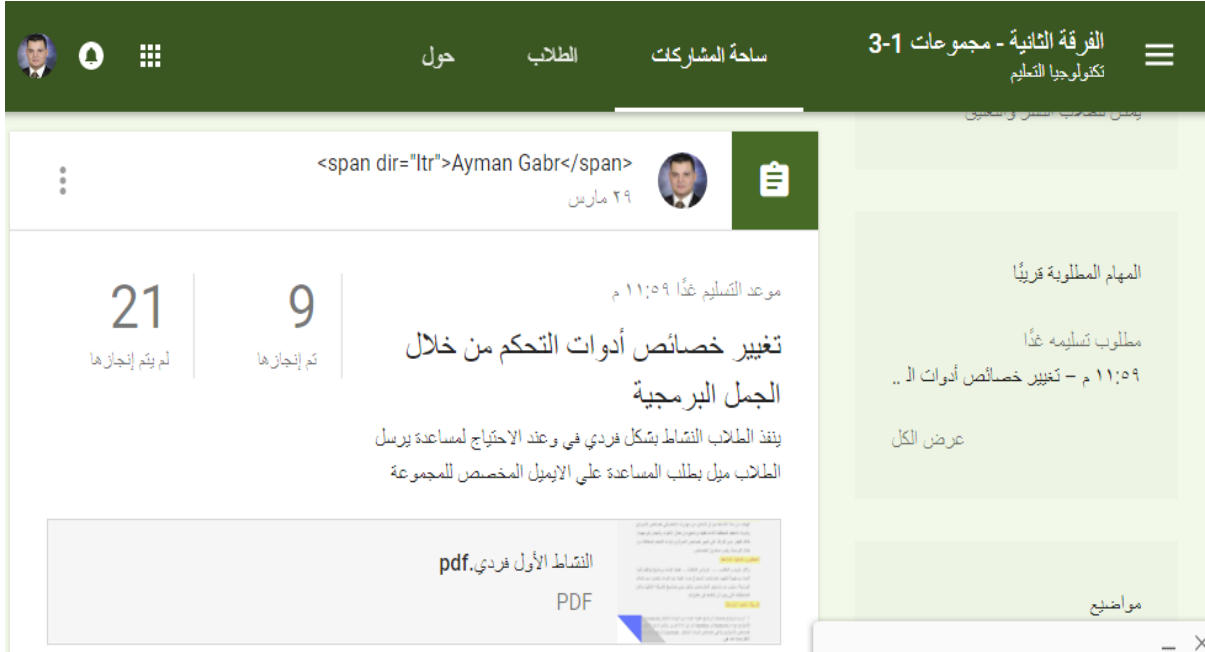 الفرقة الثانية - مجموعات 1-3
تكنولوجيا التعليم
ساحة المشاركات
الطلاب
حول
<span dir="ltr">Ayman Gabr</span>
٢٩ مارس
موعد التسليم غدًا ١١:٥٩ م
تغيير خصائص أدوات التحكم من خلال
الجمل البرمجية
9
تم إنجازها
21
لم يتم إنجازها
ينفذ الطلاب النشاط بشكل فردي في وعند الاحتياج لمساعدة يرسل
الطلاب ميل بطلب المساعدة علي الايميل المخصص للمجموعة
النشاط الأول فردي.pdf
PDF
المهام المطلوبة قريبًا
مطلوب تسليمه غدًا
١١:٥٩ م – تغيير خصائص أدوات الـ ..
عرض الكل
مواضيع